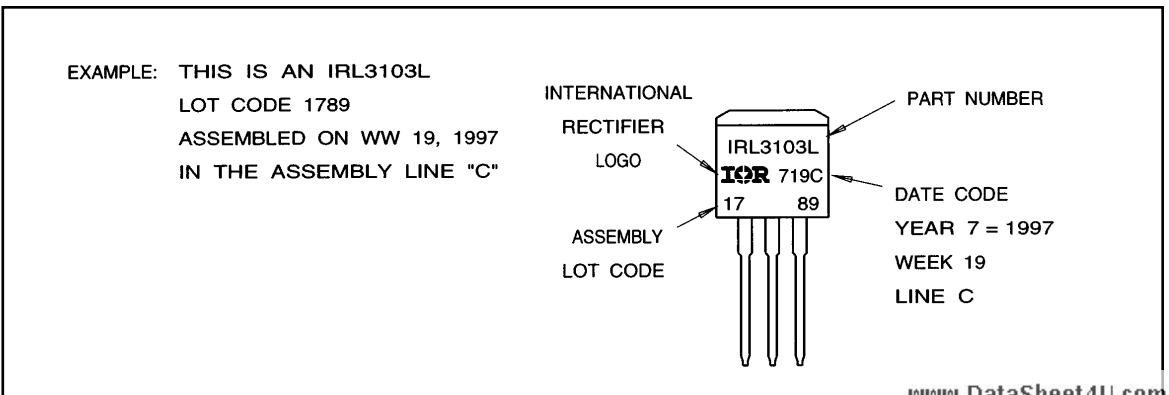 EXAMPLE: THIS IS AN IRL3103L
LOT CODE 1789
ASSEMBLED ON WW 19, 1997
IN THE ASSEMBLY LINE "C"
INTERNATIONAL
RECTIFIER
LOGO
ASSEMBLY
LOT CODE
IRL3103L
IOR 719C
17 89
PART NUMBER
DATE CODE
YEAR 7 = 1997
WEEK 19
LINE C
www.DataSheet4U.com